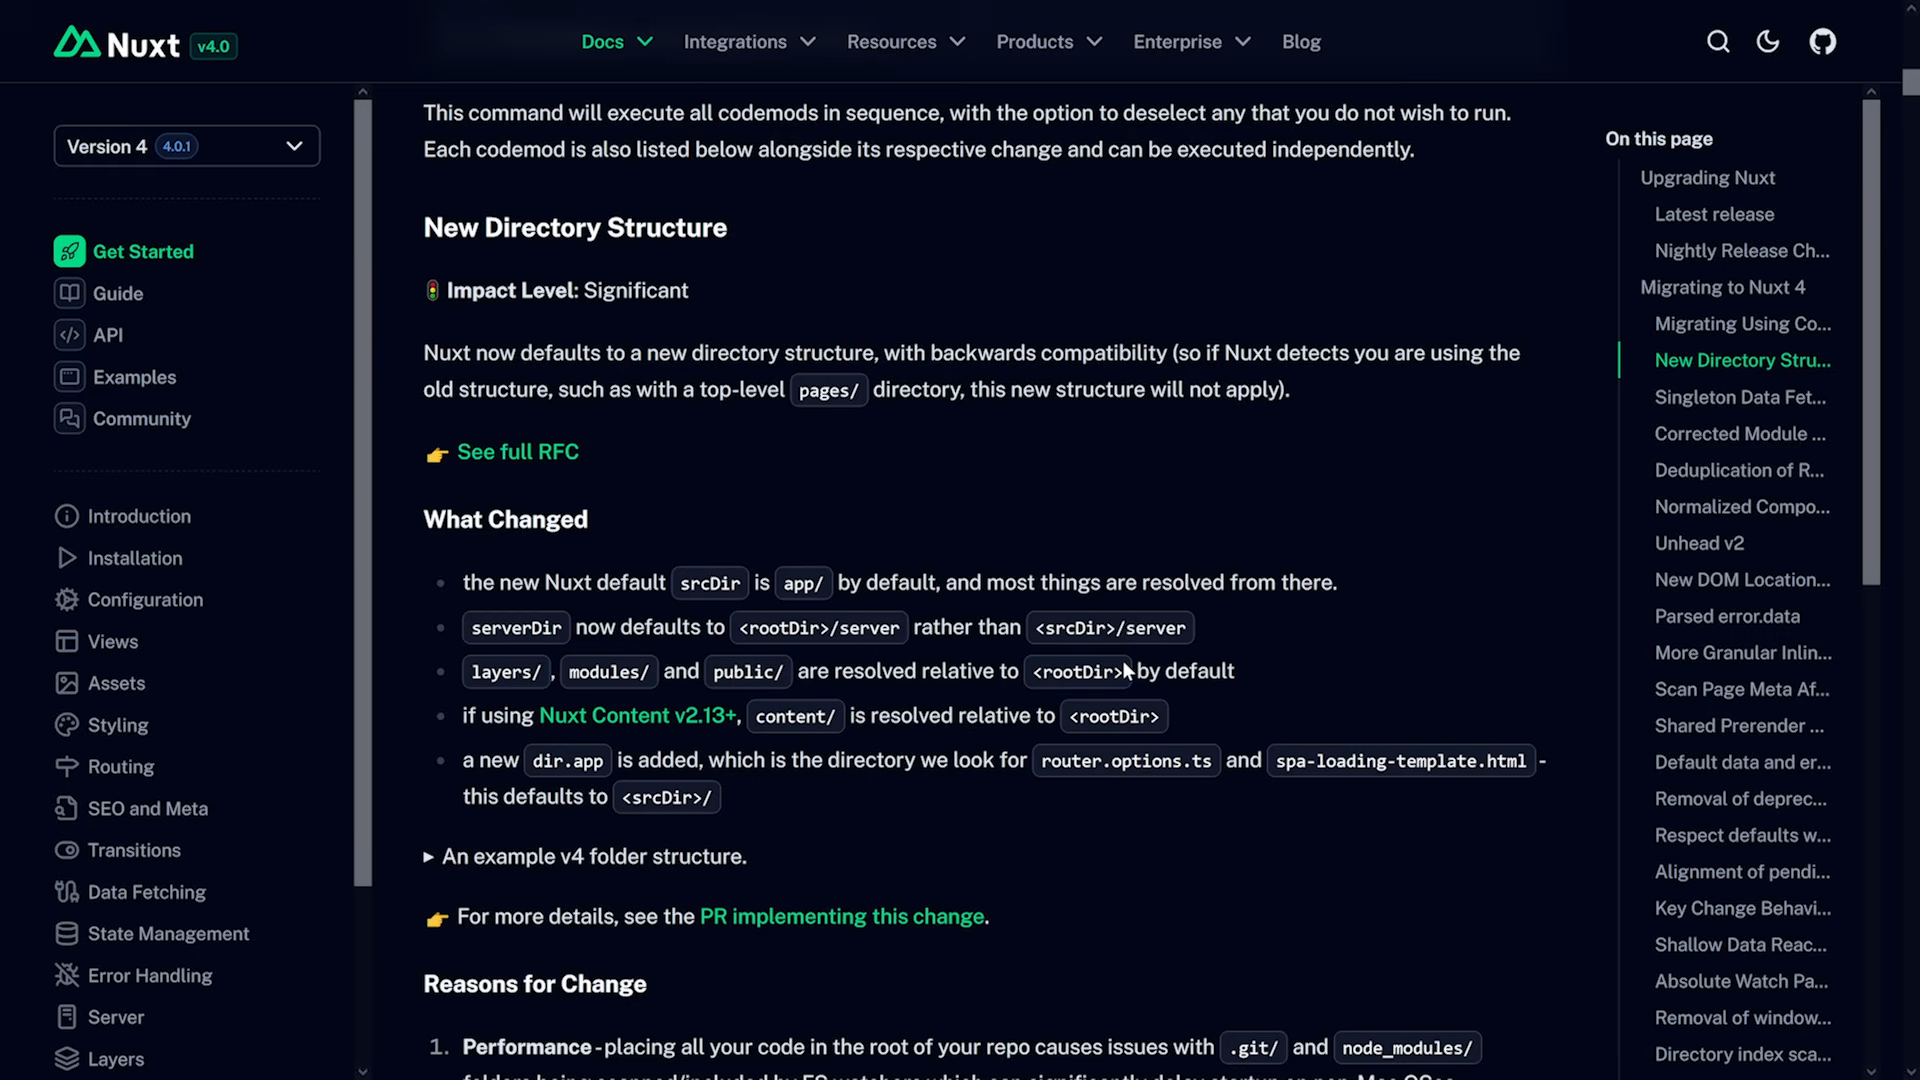 Nuxt v4.0
Docs Integrations Resources Products Enterprise Blog
Version 4 4.0.1
Get Started
Guide
API
Examples
Community
Introduction
Installation
Configuration
Views
Assets
Styling
Routing
SEO and Meta
Transitions
Data Fetching
State Management
Error Handling
Server
Layers
This command will execute all codemods in sequence, with the option to deselect any that you do not wish to run.
Each codemod is also listed below alongside its respective change and can be executed independently.
New Directory Structure
🚦 Impact Level: Significant
Nuxt now defaults to a new directory structure, with backwards compatibility (so if Nuxt detects you are using the
old structure, such as with a top-level pages/ directory, this new structure will not apply).
👉 See full RFC
What Changed
• the new Nuxt default srcDir is app/ by default, and most things are resolved from there.
• serverDir now defaults to <rootDir>/server rather than <srcDir>/server
• layers/, modules/ and public/ are resolved relative to <rootDir> by default
• if using Nuxt Content v2.13+, content/ is resolved relative to <rootDir>
• a new dir.app is added, which is the directory we look for router.options.ts and spa-loading-template.html -
this defaults to <srcDir>/
▶ An example v4 folder structure.
👉 For more details, see the PR implementing this change.
Reasons for Change
1. Performance - placing all your code in the root of your repo causes issues with .git/ and node_modules/
On this page
Upgrading Nuxt
Latest release
Nightly Release Ch...
Migrating to Nuxt 4
Migrating Using Co...
New Directory Stru...
Singleton Data Fet...
Corrected Module ...
Deduplication of R...
Normalized Compo...
Unhead v2
New DOM Location...
Parsed error.data
More Granular Inlin...
Scan Page Meta Af...
Shared Prerender ...
Default data and er...
Removal of deprec...
Respect defaults w...
Alignment of pendi...
Key Change Behavi...
Shallow Data Reac...
Absolute Watch Pa...
Removal of window...
Directory index sca...